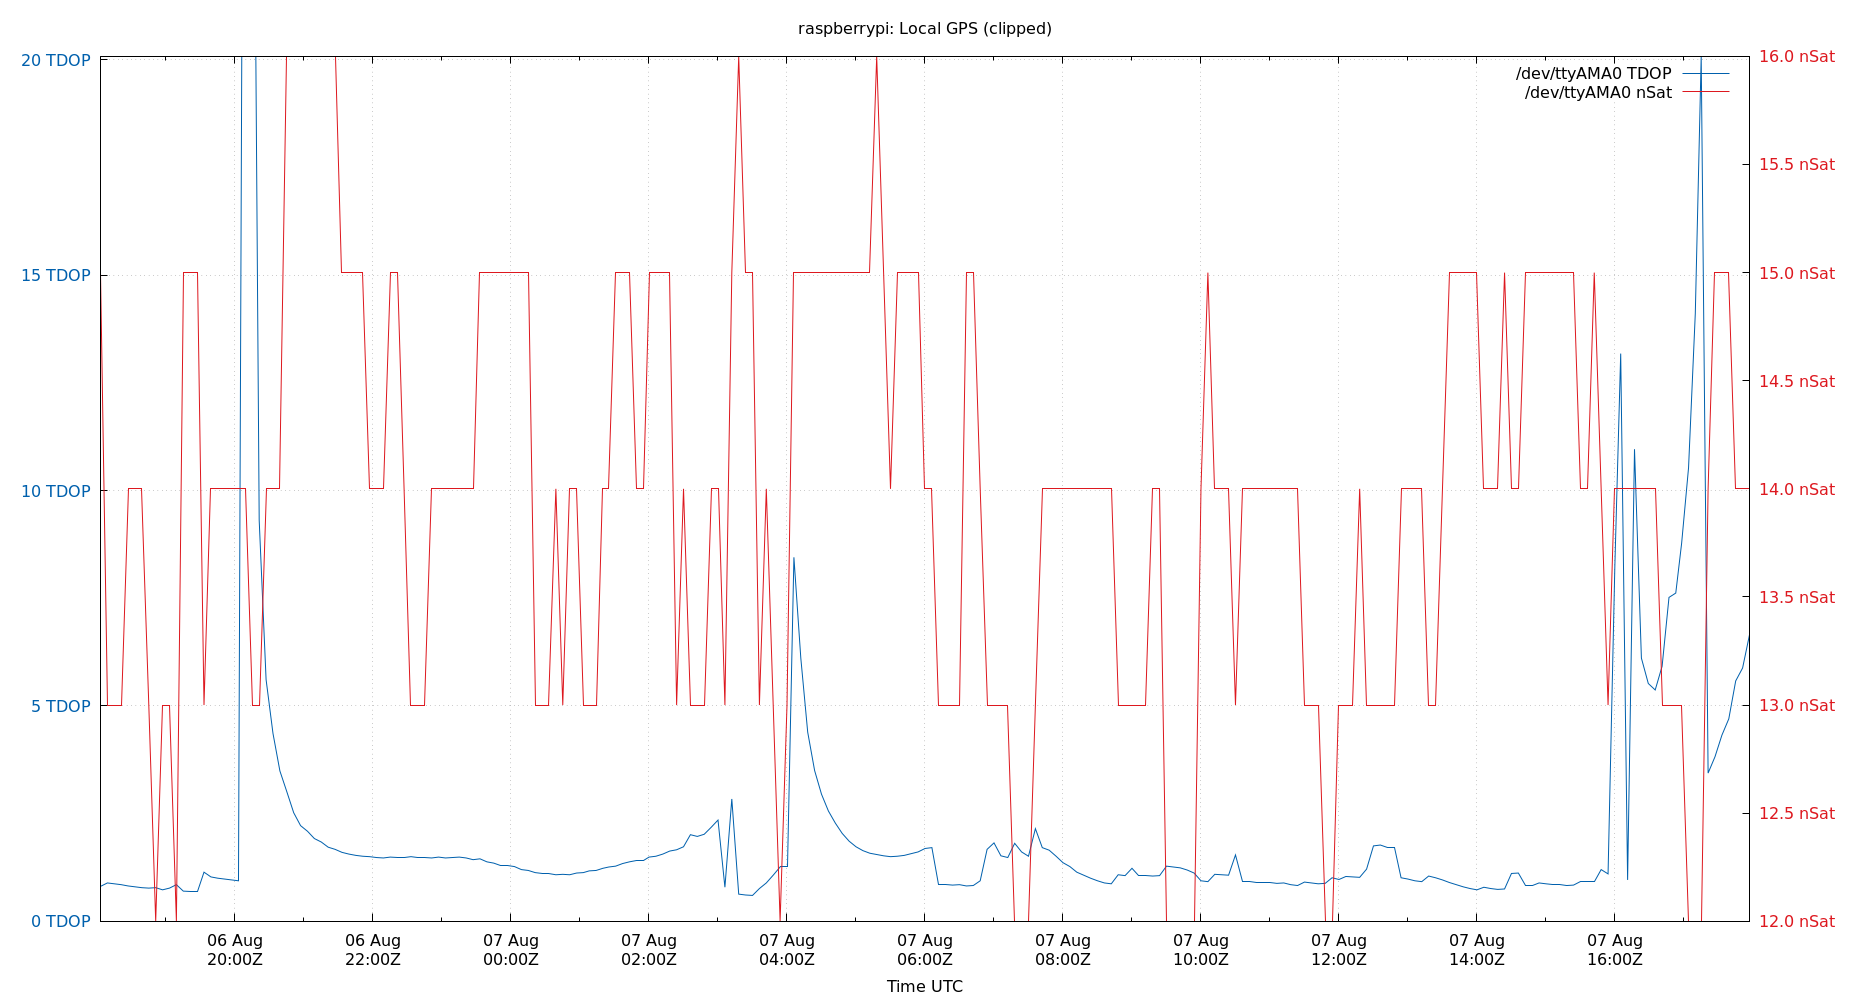 raspberrypi: Local GPS (clipped)
20 TDOP
15 TDOP
10 TDOP
5 TDOP
0 TDOP
/dev/ttyAMA0 TDOP
/dev/ttyAMA0 nSat
16.0 nSat
15.5 nSat
15.0 nSat
14.5 nSat
14.0 nSat
13.5 nSat
13.0 nSat
12.5 nSat
12.0 nSat
06 Aug
20:00Z
06 Aug
22:00Z
07 Aug
00:00Z
07 Aug
02:00Z
07 Aug
04:00Z
07 Aug
06:00Z
07 Aug
08:00Z
07 Aug
10:00Z
07 Aug
12:00Z
07 Aug
14:00Z
07 Aug
16:00Z
Time UTC